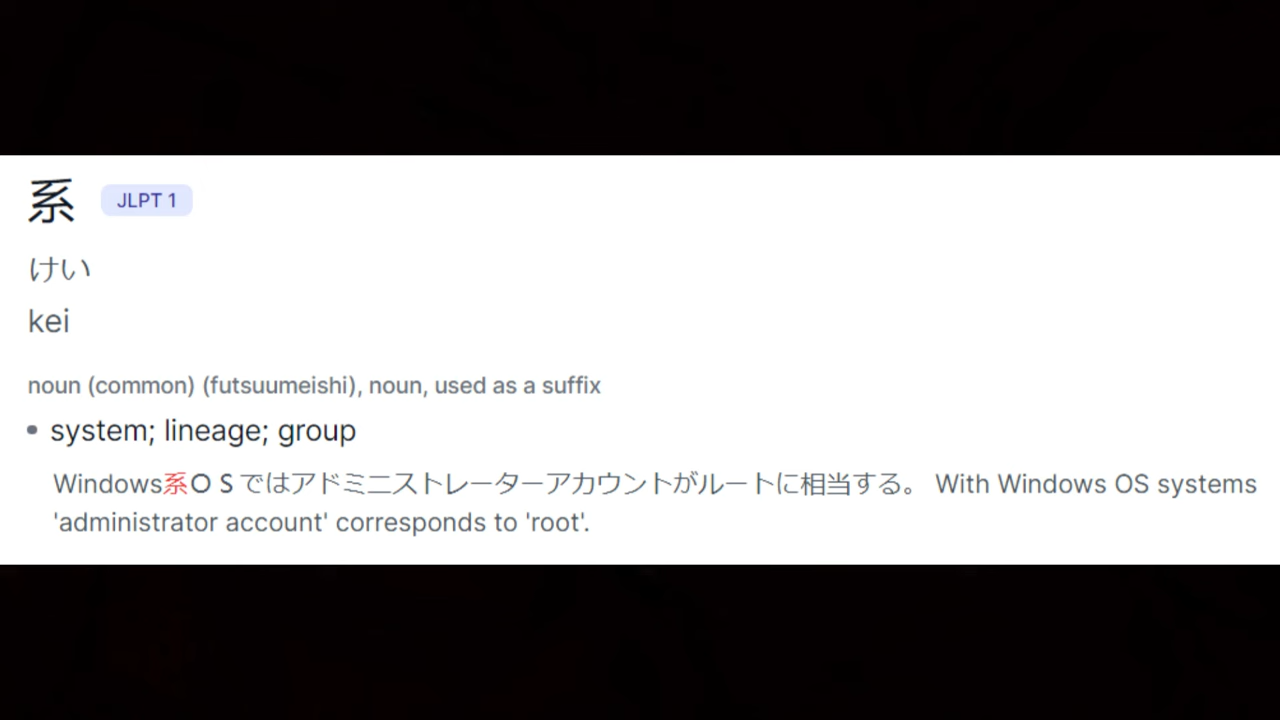 系 JLPT 1
けい
kei
noun (common) (futsuumeishi), noun, used as a suffix
• system; lineage; group
Windows系ＯＳではアドミニストレーターアカウントがルートに相当する。 With Windows OS systems
'administrator account' corresponds to 'root'.